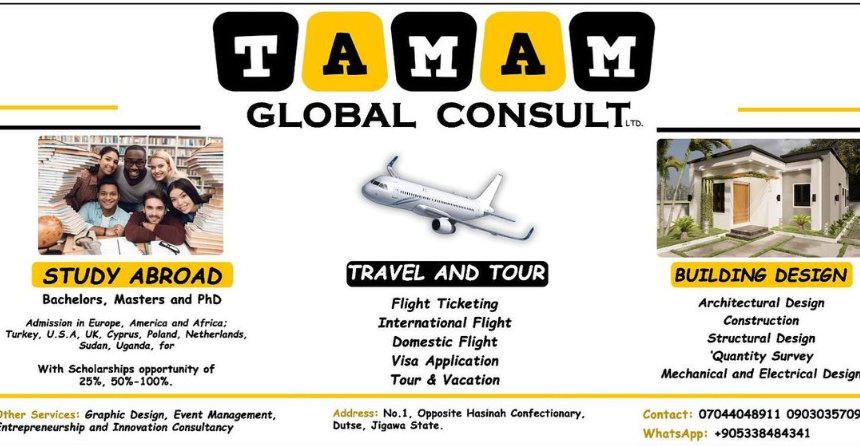 TAMAM
GLOBAL CONSULT LTD.
STUDY ABROAD
Bachelors, Masters and PhD
Admission in Europe, America and Africa;
Turkey, U.S.A, UK, Cyprus, Poland, Netherlands,
Sudan, Uganda, for
With Scholarships opportunity of
25%, 50%-100%.
TRAVEL AND TOUR
Flight Ticketing
International Flight
Domestic Flight
Visa Application
Tour & Vacation
BUILDING DESIGN
Architectural Design
Construction
Structural Design
'Quantity Survey
Mechanical and Electrical Design
Other Services: Graphic Design, Event Management,
Entrepreneurship and Innovation Consultancy
Address: No.1, Opposite Hasinah Confectionary,
Dutse, Jigawa State.
Contact: 07044048911 0903035709
WhatsApp: +905338484341